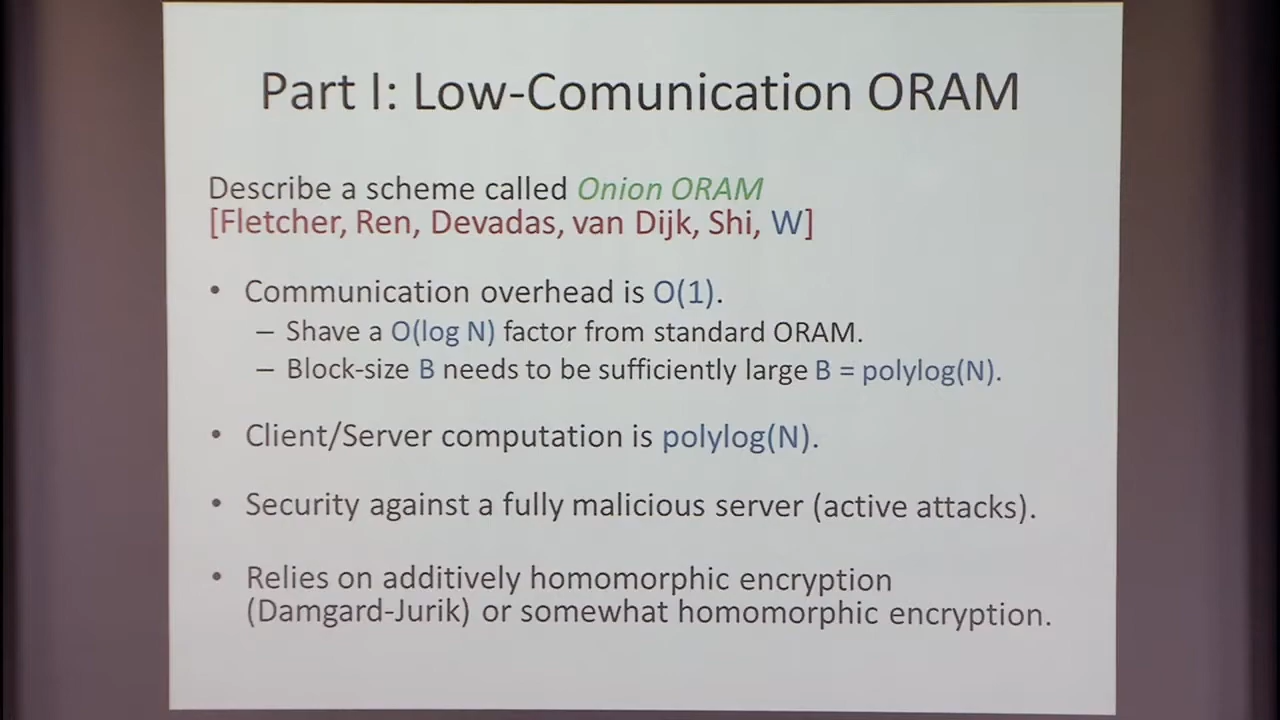 Part I: Low-Comunication ORAM
Describe a scheme called Onion ORAM
[Fletcher, Ren, Devadas, van Dijk, Shi, W]
• Communication overhead is O(1).
– Shave a O(log N) factor from standard ORAM.
– Block-size B needs to be sufficiently large B = polylog(N).
• Client/Server computation is polylog(N).
• Security against a fully malicious server (active attacks).
• Relies on additively homomorphic encryption
(Damgard-Jurik) or somewhat homomorphic encryption.